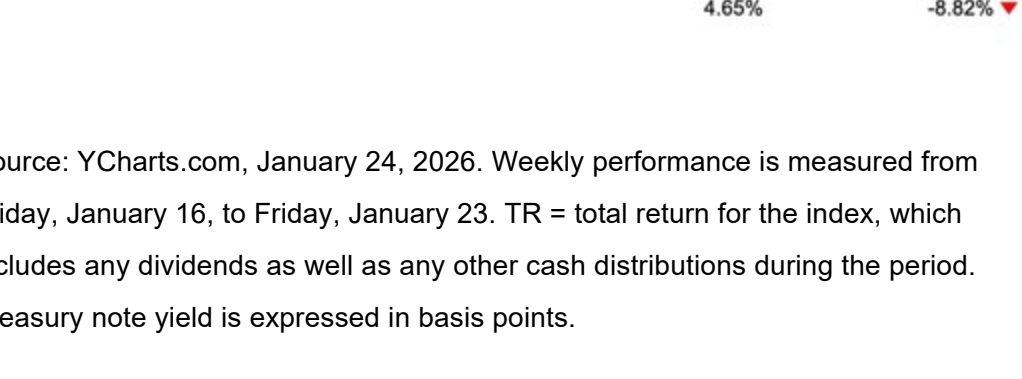 4.65% -8.82% ▼
ource: YCharts.com, January 24, 2026. Weekly performance is measured from
iday, January 16, to Friday, January 23. TR = total return for the index, which
cludes any dividends as well as any other cash distributions during the period.
easury note yield is expressed in basis points.